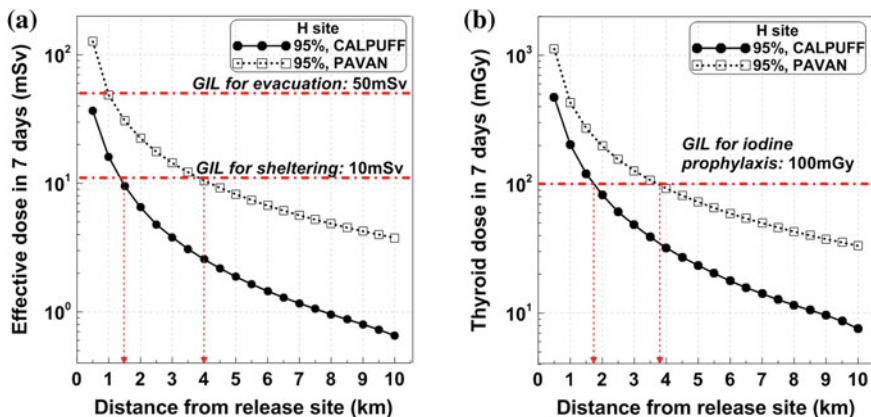 (a)
H site
95%, CALPUFF
95%, PAVAN
GIL for evacuation: 50mSv
GIL for sheltering: 10mSv
Effective dose in 7 days (mSv)
10²
10¹
10⁰
0 1 2 3 4 5 6 7 8 9 10
Distance from release site (km)
(b)
H site
95%, CALPUFF
95%, PAVAN
GIL for iodine
prophylaxis: 100mGy
Thyroid dose in 7 days (mGy)
10³
10²
10¹
0 1 2 3 4 5 6 7 8 9 10
Distance from release site (km)